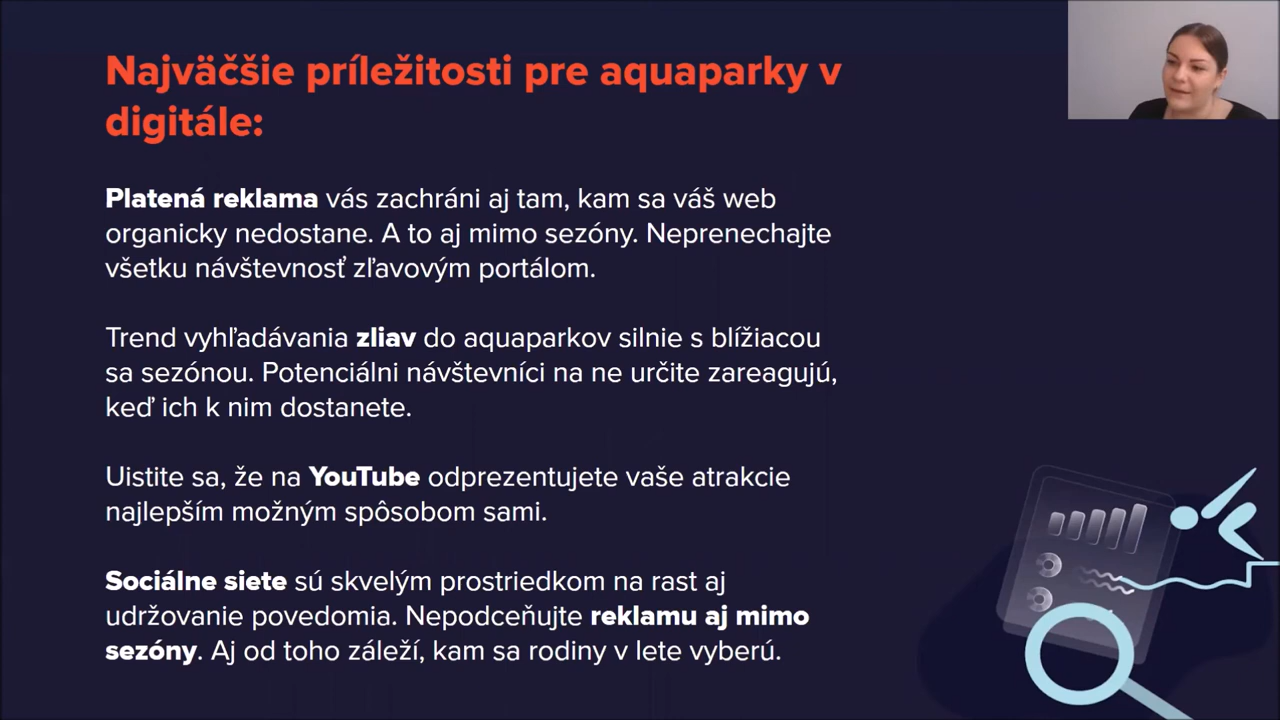 Najväčšie príležitosti pre aquaparky v
digitále:
Platená reklama vás zachráni aj tam, kam sa váš web
organicky nedostane. A to aj mimo sezóny. Neprenechajte
všetku návštevnosť zľavovým portálom.
Trend vyhľadávania zliav do aquaparkov silnie s blížiacou
sa sezónou. Potenciálni návštevníci na ne určite zareagujú,
keď ich k nim dostanete.
Uistite sa, že na YouTube odprezentujete vaše atrakcie
najlepším možným spôsobom sami.
Sociálne siete sú skvelým prostriedkom na rast aj
udržovanie povedomia. Nepodceňujte reklamu aj mimo
sezóny. Aj od toho záleží, kam sa rodiny v lete vyberú.